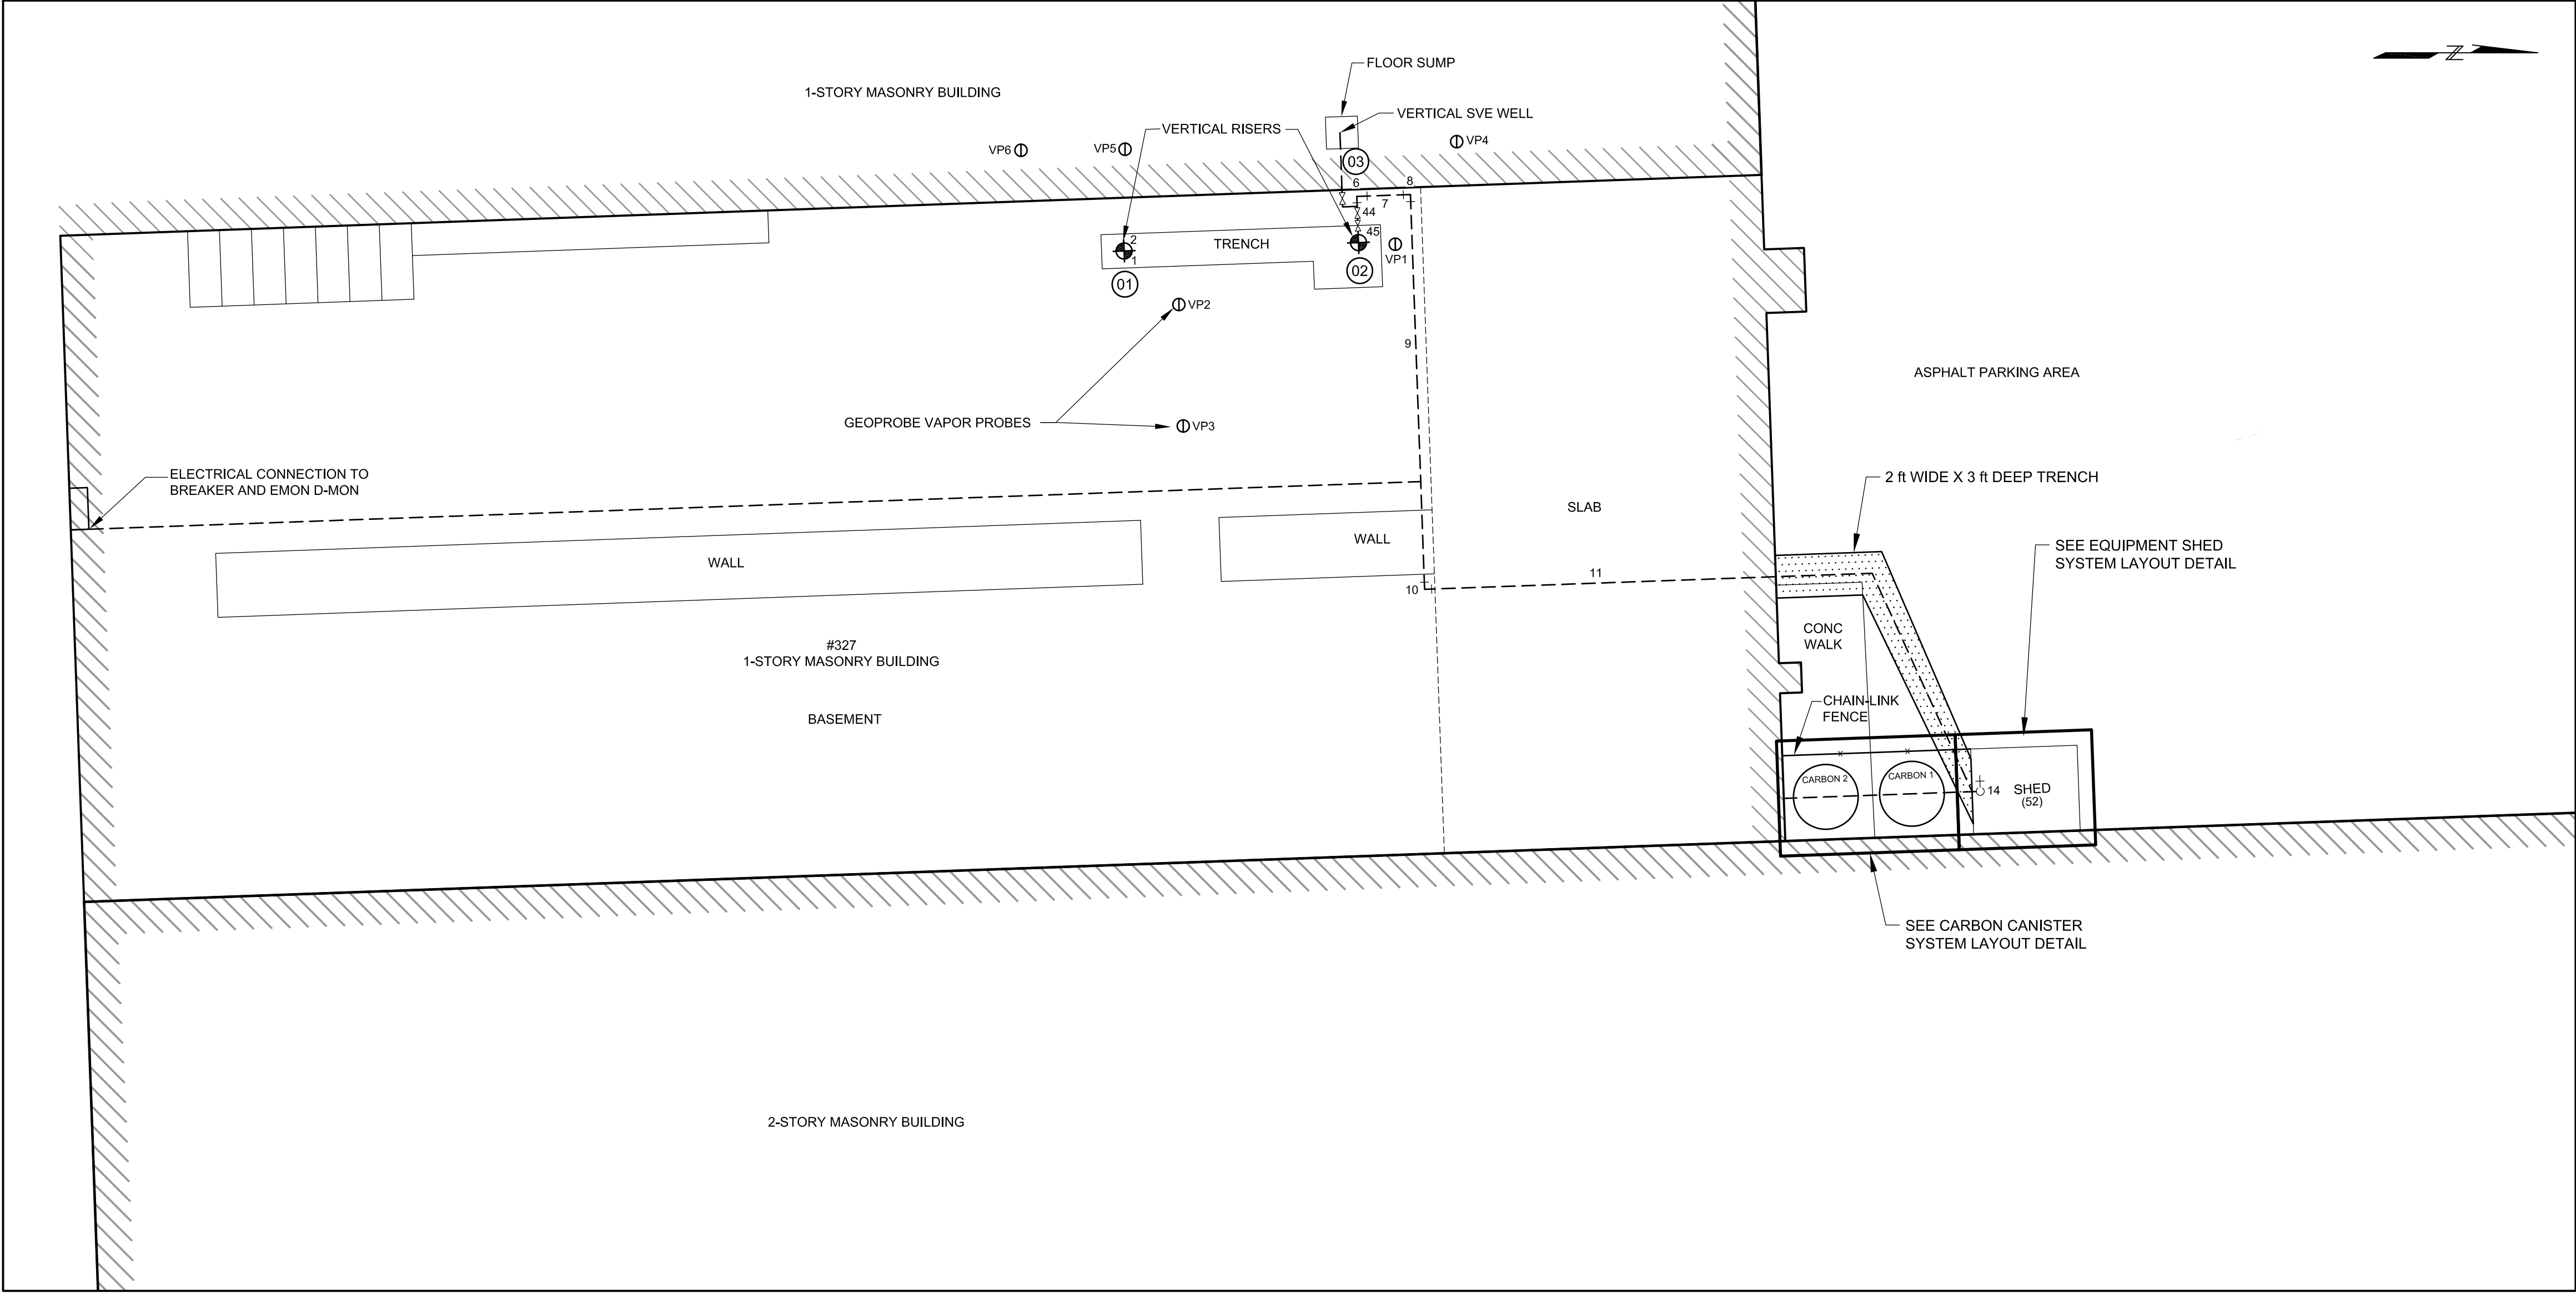 Z
FLOOR SUMP
1-STORY MASONRY BUILDING
VERTICAL SVE WELL
VERTICAL RISERS
VP6
VP5
VP4
03
6
8
7
44
45
2
1
TRENCH
01
02
VP1
VP2
9
ASPHALT PARKING AREA
GEOPROBE VAPOR PROBES
VP3
ELECTRICAL CONNECTION TO
BREAKER AND EMON D-MON
2 ft WIDE X 3 ft DEEP TRENCH
SLAB
WALL
WALL
SEE EQUIPMENT SHED
SYSTEM LAYOUT DETAIL
10
11
CONC
WALK
#327
1-STORY MASONRY BUILDING
BASEMENT
CHAIN-LINK
FENCE
x
x
CARBON 2
CARBON 1
14
SHED
(52)
SEE CARBON CANISTER
SYSTEM LAYOUT DETAIL
2-STORY MASONRY BUILDING